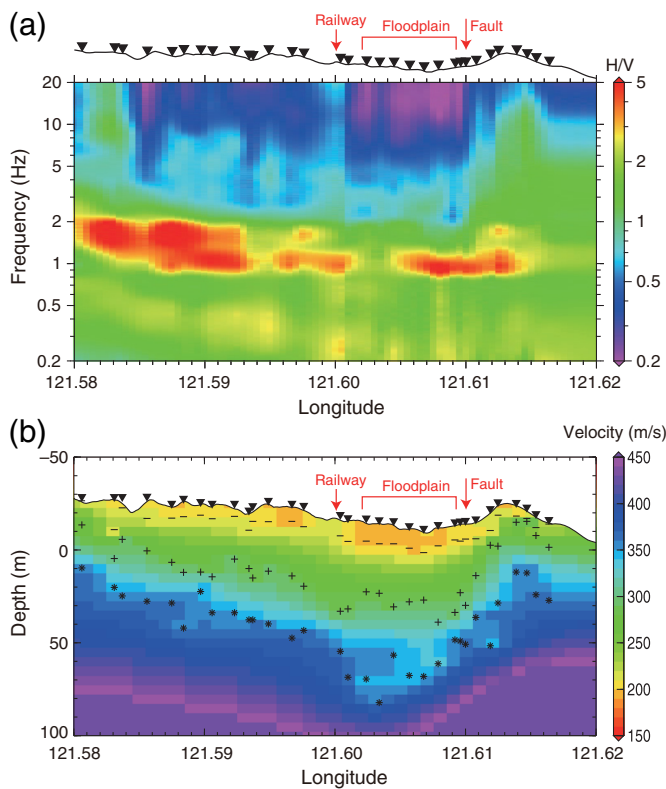 (a)
Railway Floodplain Fault
H/V
20
10
5
2
1
0.5
0.2
Frequency (Hz)
5
2
1
0.5
0.2
121.58 121.59 121.60 121.61 121.62
Longitude
(b)
Velocity (m/s)
Railway Floodplain Fault
–50
0
50
100
Depth (m)
450
400
350
300
250
200
150
121.58 121.59 121.60 121.61 121.62
Longitude